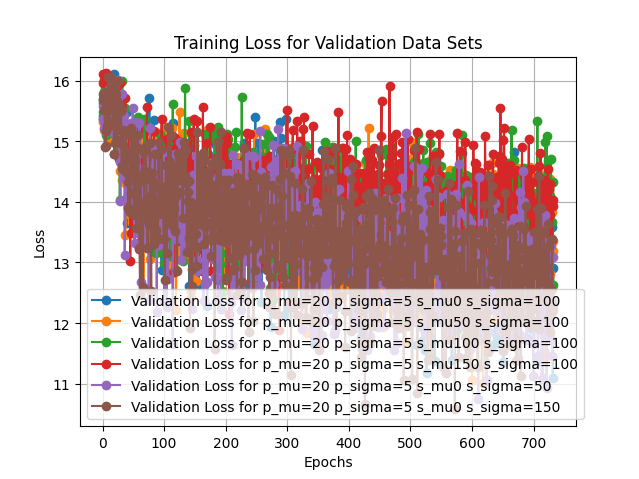 Training Loss for Validation Data Sets
16
15
14
13
12
11
Loss
Validation Loss for p_mu=20 p_sigma=5 s_mu0 s_sigma=100
Validation Loss for p_mu=20 p_sigma=5 s_mu50 s_sigma=100
Validation Loss for p_mu=20 p_sigma=5 s_mu100 s_sigma=100
Validation Loss for p_mu=20 p_sigma=5 s_mu150 s_sigma=100
Validation Loss for p_mu=20 p_sigma=5 s_mu0 s_sigma=50
Validation Loss for p_mu=20 p_sigma=5 s_mu0 s_sigma=150
0 100 200 300 400 500 600 700
Epochs